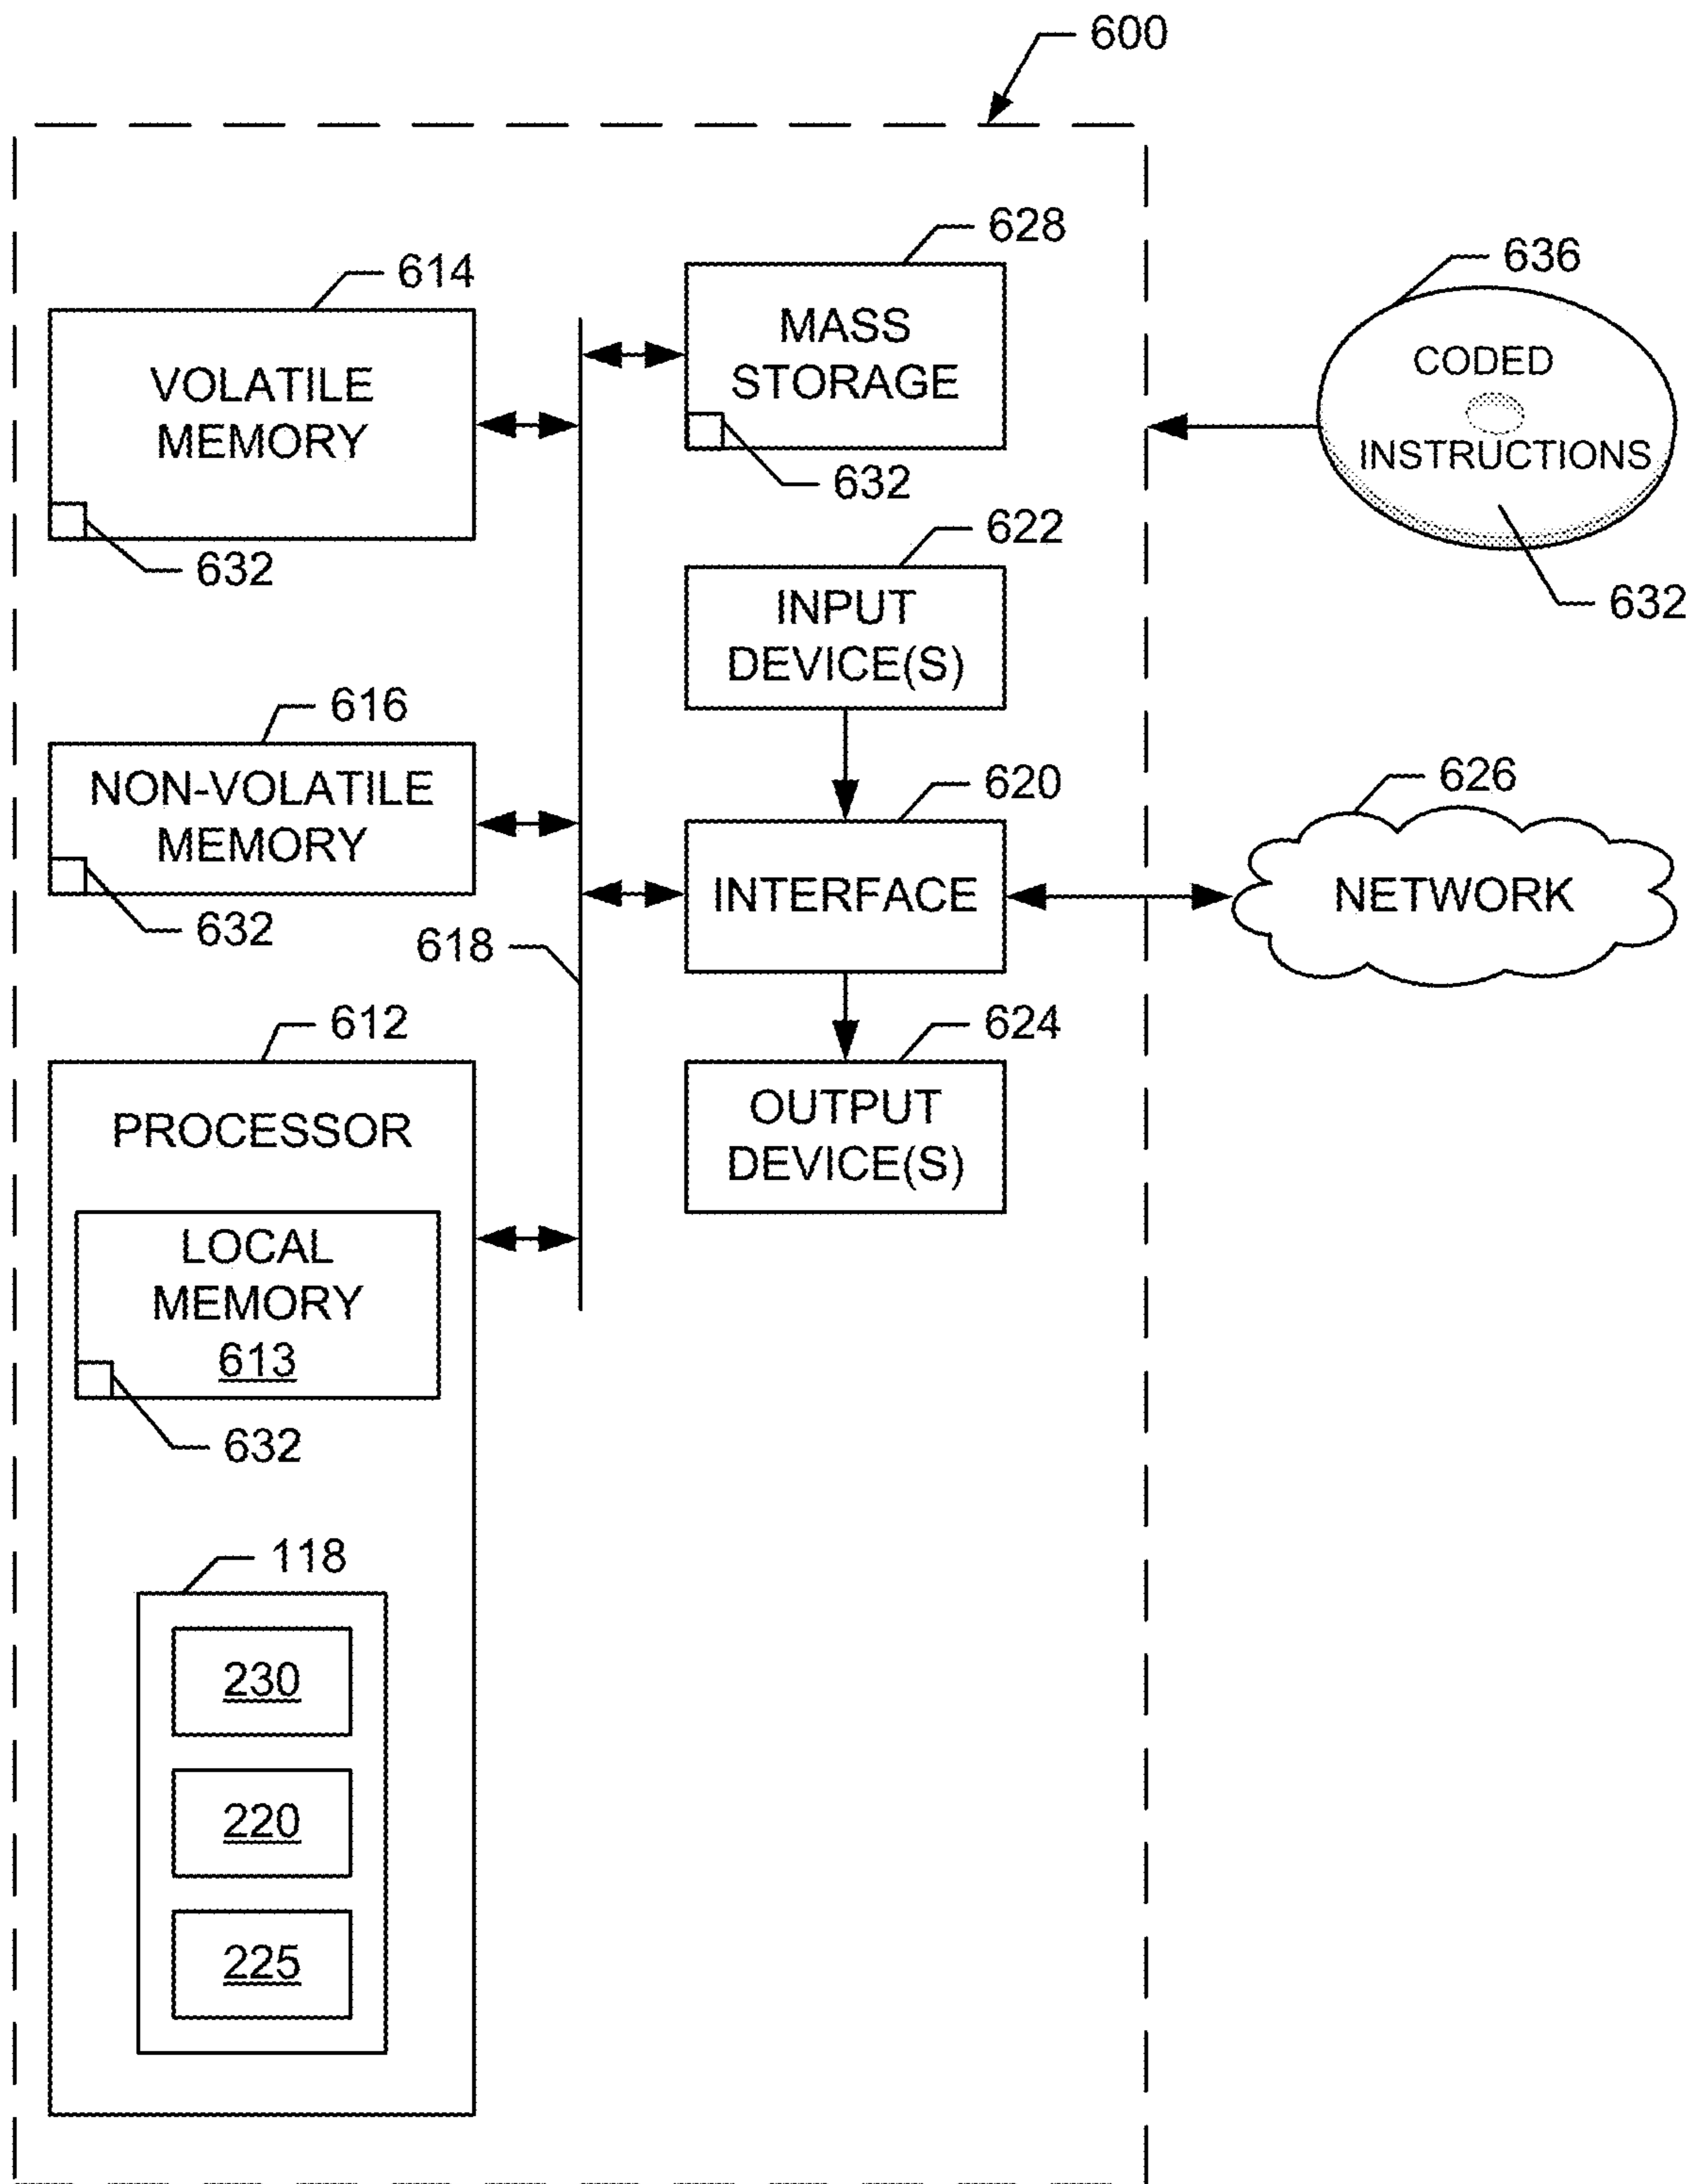 600
628
614
MASS
STORAGE
636
CODED
INSTRUCTIONS
VOLATILE
MEMORY
632
632
622
632
INPUT
DEVICE(S)
616
NON-VOLATILE
MEMORY
620
626
INTERFACE
NETWORK
632
618
612
624
PROCESSOR
OUTPUT
DEVICE(S)
LOCAL
MEMORY
613
632
118
230
220
225